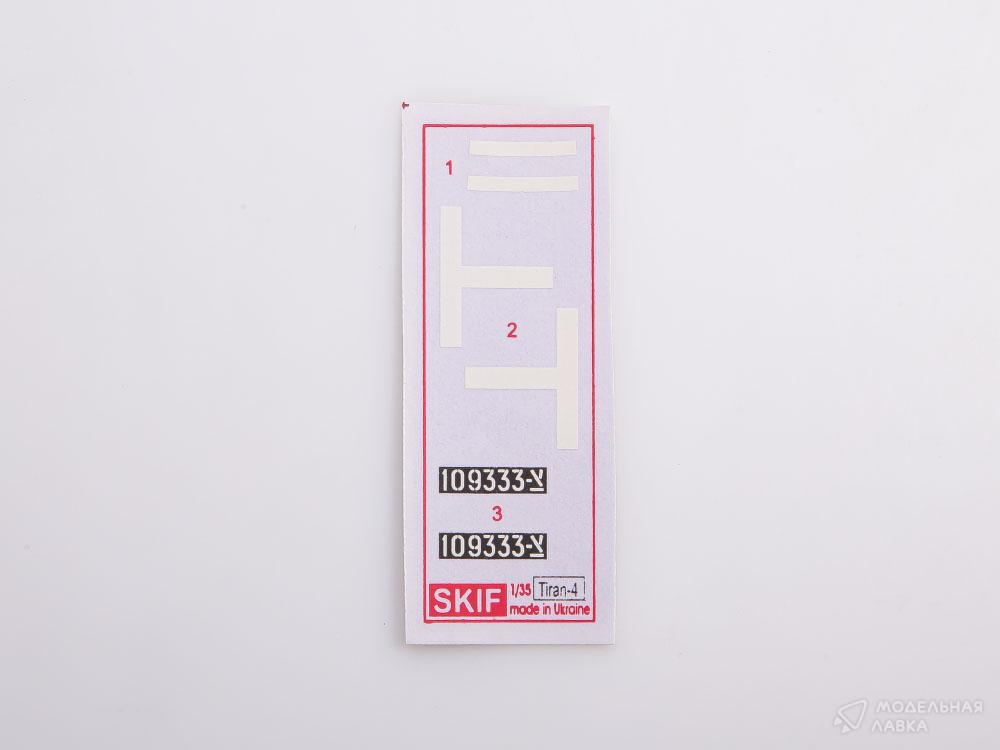 1
2
109333-צ
3
109333-צ
SKIF 1/35 Tiran-4
made in Ukraine
МОДЕЛЬНАЯ
ЛАВКА